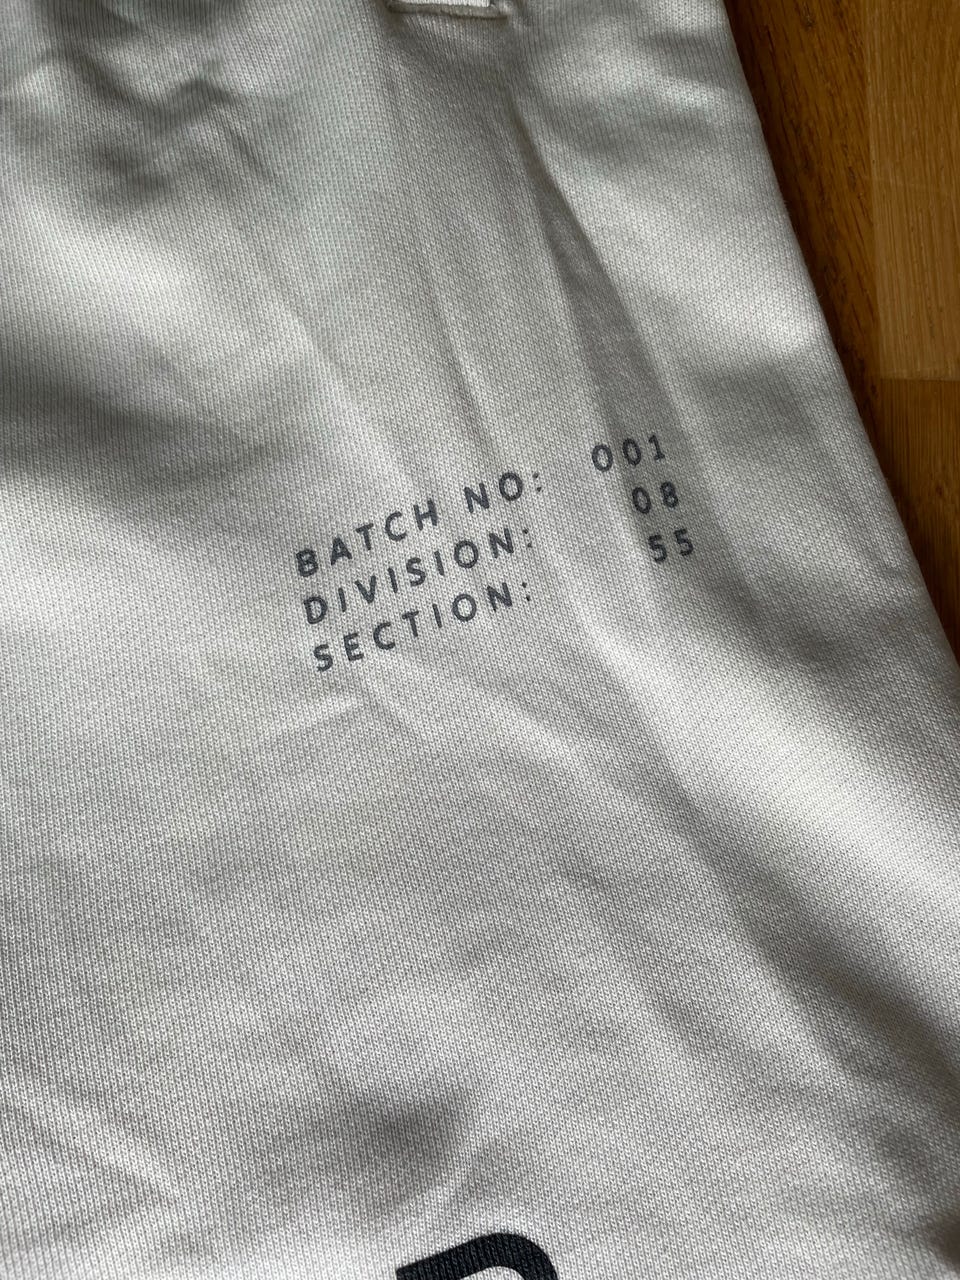 BATCH NO: 001
DIVISION: 08
SECTION: 55